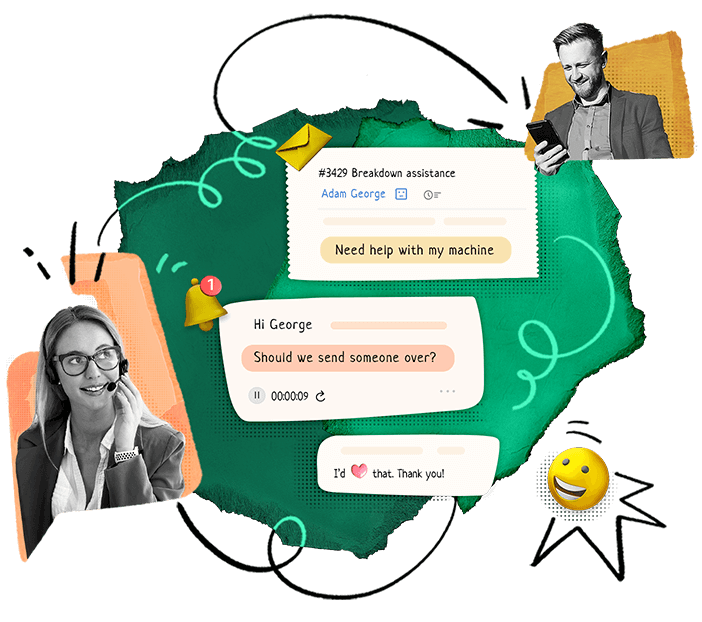 #3429 Breakdown assistance
Adam George
Need help with my machine
1
Hi George
Should we send someone over?
00:00:09
I'd ❤ that. Thank you!